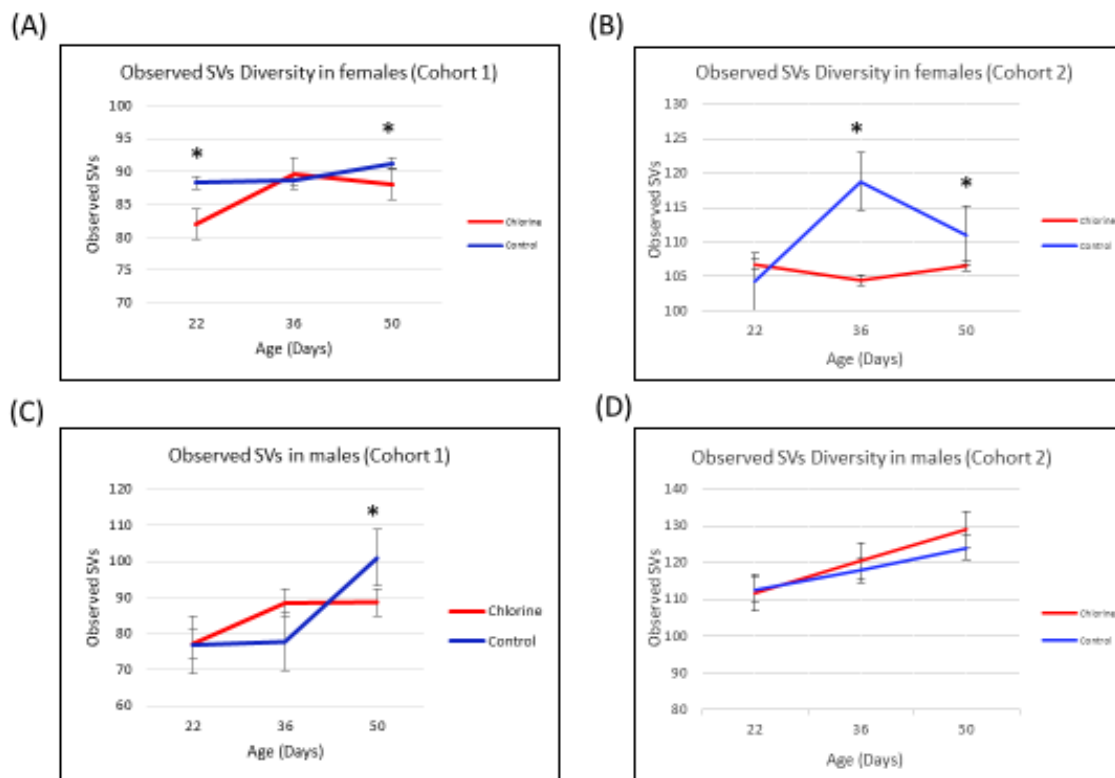 (A)
Observed SVs Diversity in females (Cohort 1)
100
95
90
85
80
75
70
Observed SVs
*
*
22
36
50
Age (Days)
Chlorine
Control
(B)
Observed SVs Diversity in females (Cohort 2)
130
125
120
115
110
105
100
Observed SVs
*
*
22
36
50
Age (Days)
Chlorine
Control
(C)
Observed SVs in males (Cohort 1)
120
110
100
90
80
70
60
Observed SVs
*
22
36
50
Age (Days)
Chlorine
Control
(D)
Observed SVs Diversity in males (Cohort 2)
140
130
120
110
100
90
80
Observed SVs
22
36
50
Age (Days)
Chlorine
Control